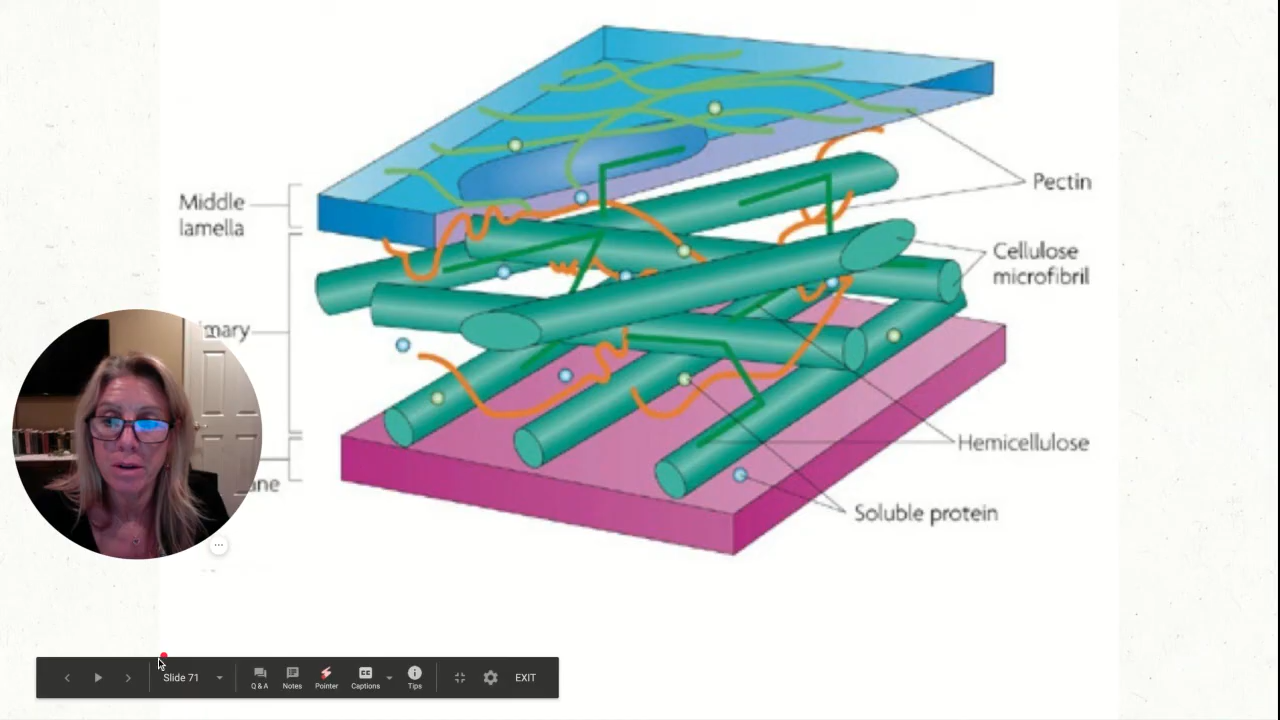 Middle
lamella
Pectin
Cellulose
microfibril
Hemicellulose
Soluble protein
Slide 71
Q & A
Notes
Pointer
Captions
Tips
EXIT